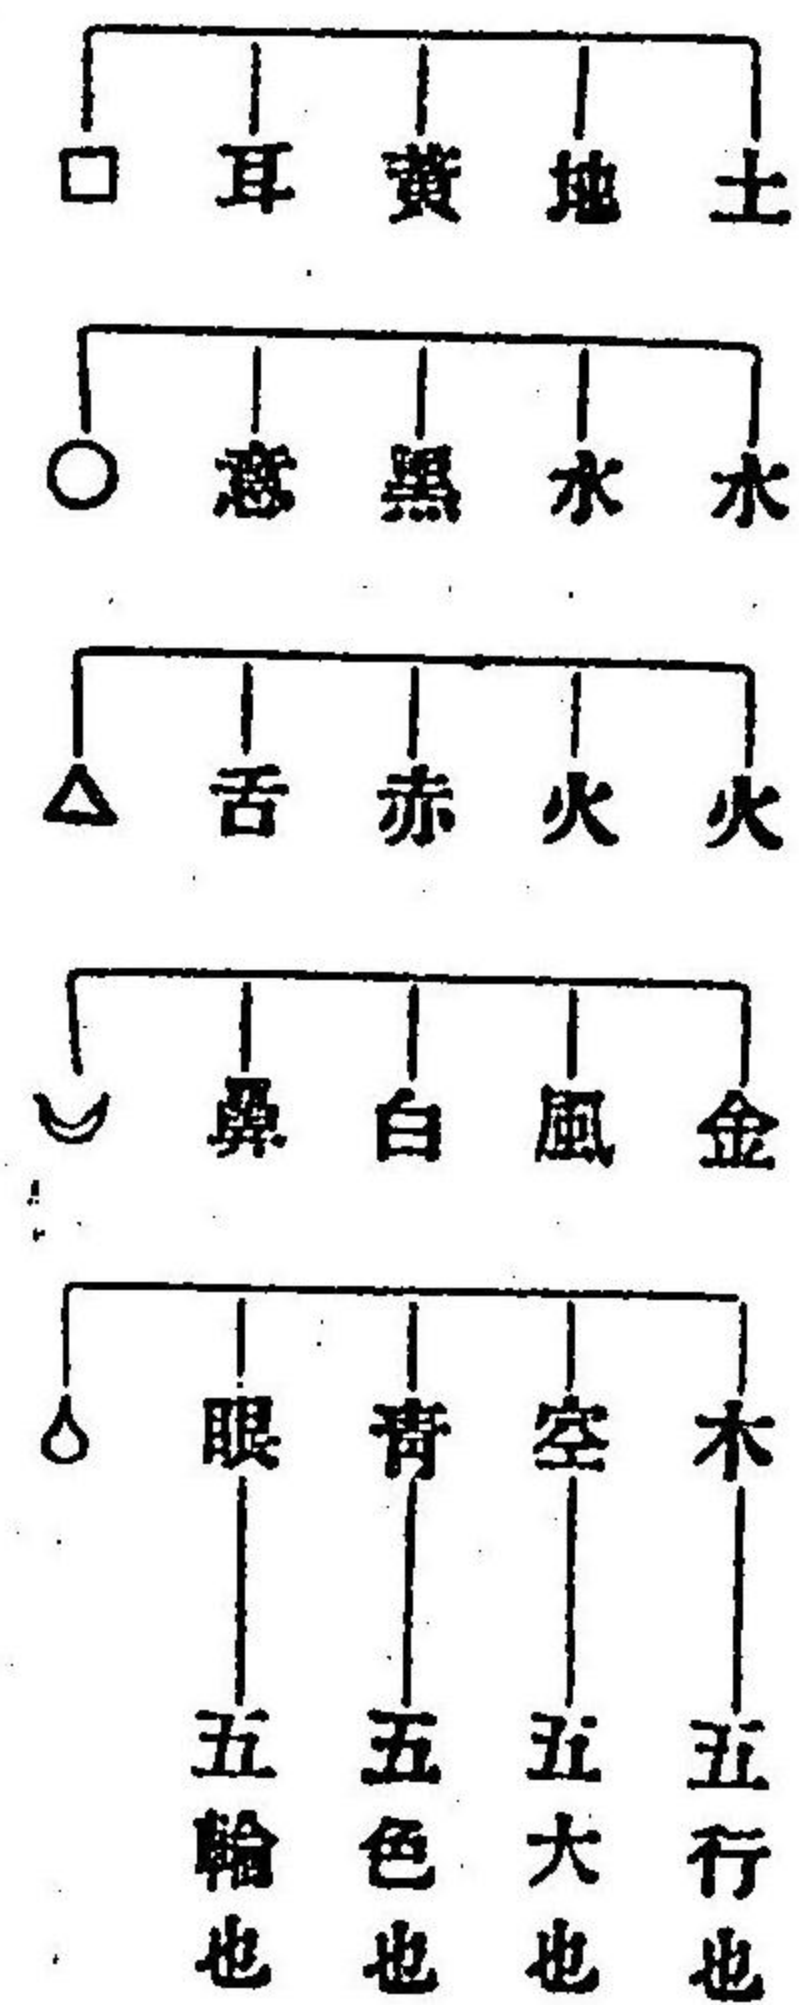 土水火金木五行也
地水火風空五大也
黄黒赤白青五色也
耳意舌鼻眼五輪也